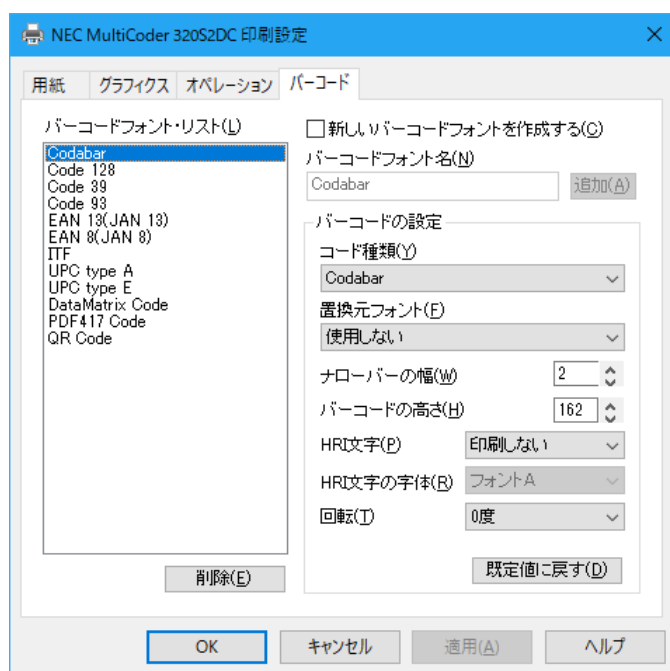 NEC MultiCoder 320S2DC 印刷設定
用紙 グラフィクス オペレーション バーコード
バーコードフォント・リスト(L)
Codabar
Code 128
Code 39
Code 93
EAN 13(JAN 13)
EAN 8(JAN 8)
ITF
UPC type A
UPC type E
DataMatrix Code
PDF417 Code
QR Code
削除(E)
新しいバーコードフォントを作成する(C)
バーコードフォント名(N)
Codabar 追加(A)
バーコードの設定
コード種類(Y)
Codabar
置換元フォント(F)
使用しない
ナローバーの幅(W) 2
バーコードの高さ(H) 162
HRI文字(P) 印刷しない
HRI文字の字体(R) フォントA
回転(T) 0度
既定値に戻す(D)
OK キャンセル 適用(A) ヘルプ